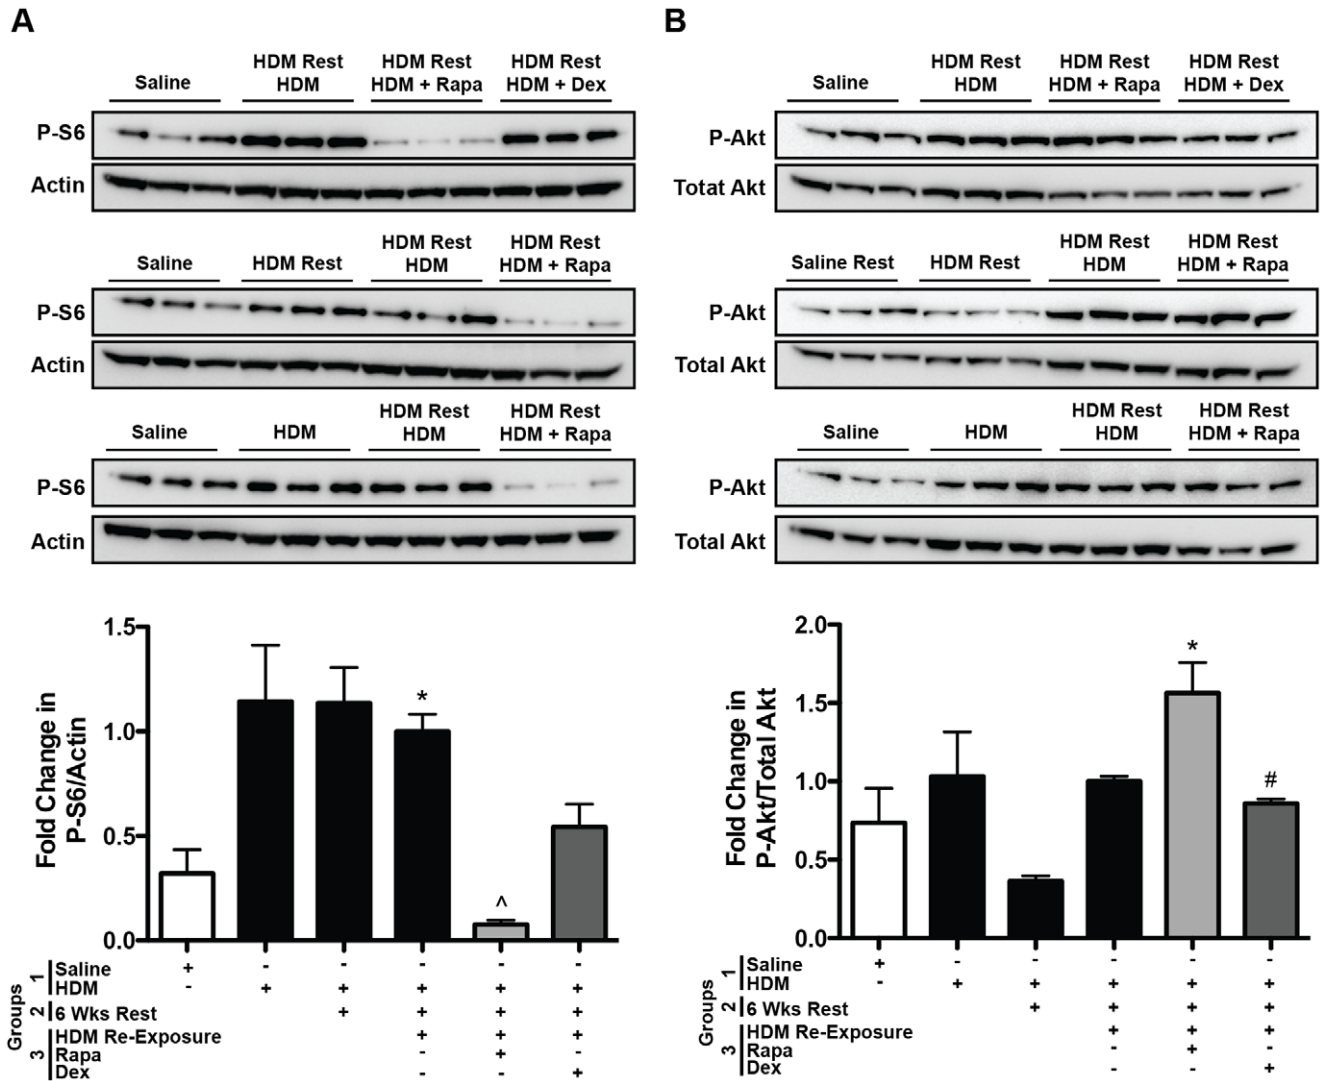 A
HDM Rest HDM Rest HDM Rest
Saline HDM HDM + Rapa HDM + Dex
P-S6
Actin
HDM Rest HDM Rest
Saline HDM Rest HDM HDM + Rapa
P-S6
Actin
HDM Rest HDM Rest
Saline HDM HDM HDM + Rapa
P-S6
Actin
1.5
1.0
0.5
0.0
Fold Change in
P-S6/Actin
*
^
Groups
1
Saline + - - - - -
HDM - + + + + +
2
6 Wks Rest + + + +
3
HDM Re-Exposure + + +
Rapa - + -
Dex - - +
B
HDM Rest HDM Rest HDM Rest
Saline HDM HDM + Rapa HDM + Dex
P-Akt
Totat Akt
HDM Rest HDM Rest
Saline Rest HDM Rest HDM HDM + Rapa
P-Akt
Total Akt
HDM Rest HDM Rest
Saline HDM HDM HDM + Rapa
P-Akt
Total Akt
2.0
1.5
1.0
0.5
0.0
Fold Change in
P-Akt/Total Akt
*
#
Groups
1
Saline + - - - - -
HDM - + + + + +
2
6 Wks Rest + + + +
3
HDM Re-Exposure + + +
Rapa - + -
Dex - - +